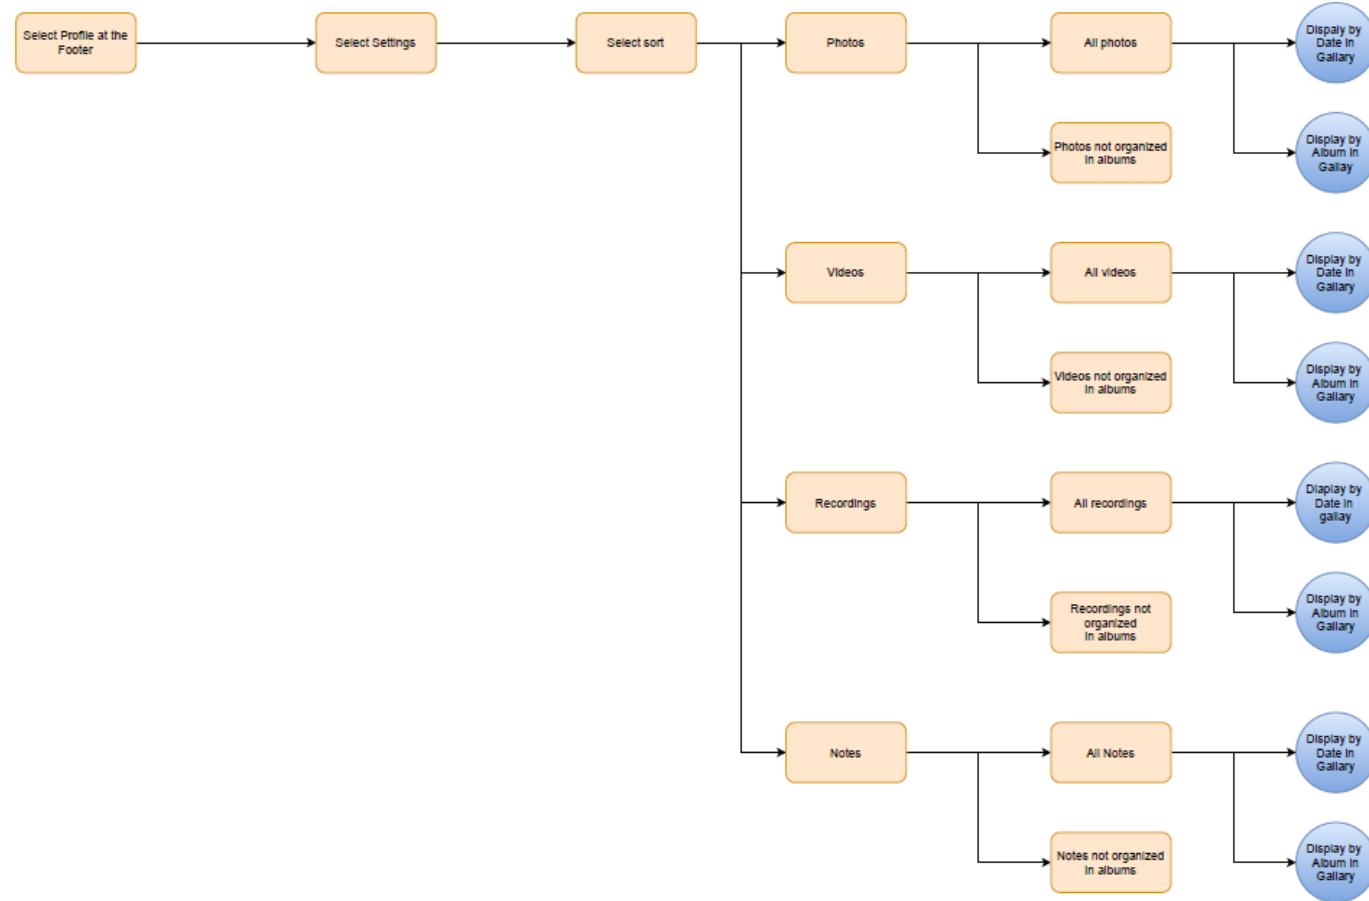 Select Profile at the
Footer
Select Settings
Select sort
Photos
All photos
Dispaly by
Date in
Gallary
Photos not organized
in albums
Display by
Album in
Gallay
Videos
All videos
Display by
Date in
Gallary
Videos not organized
in albums
Display by
Album in
Gallary
Recordings
All recordings
Diaplay by
Date in
gallay
Recordings not
organized
in albums
Display by
Album in
Gallary
Notes
All Notes
Display by
Date in
Gallary
Notes not organized
in albums
Display by
Album in
Gallary